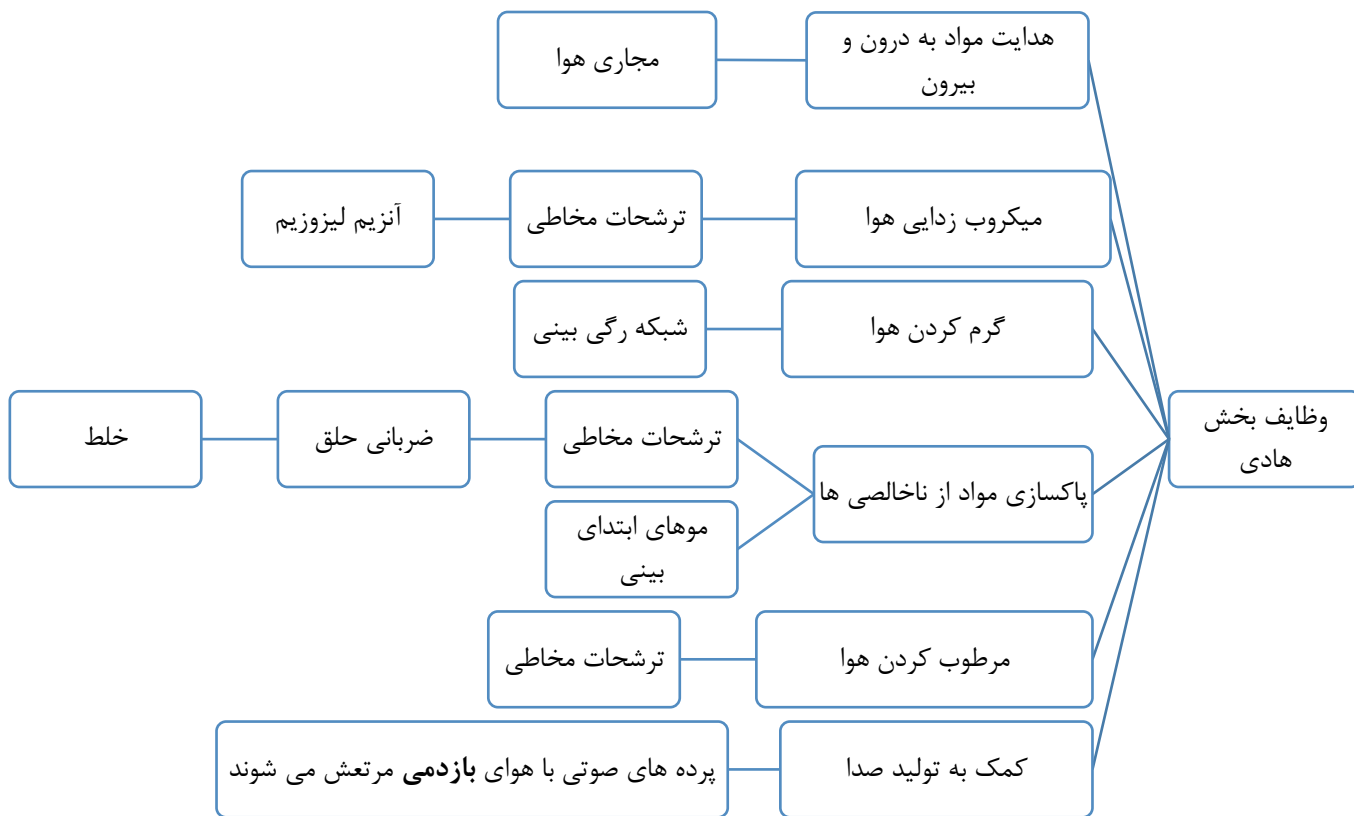 وظایف بخش
هادی
هدایت مواد به درون و
بیرون
مجاری هوا
میکروب زدایی هوا
ترشحات مخاطی
آنزیم لیزوزیم
گرم کردن هوا
شبکه رگی بینی
پاکسازی مواد از ناخالصی ها
ترشحات مخاطی
ضربانی حلق
خلط
موهای ابتدای
بینی
مرطوب کردن هوا
ترشحات مخاطی
کمک به تولید صدا
پرده های صوتی با هوای بازدمی مرتعش می شوند